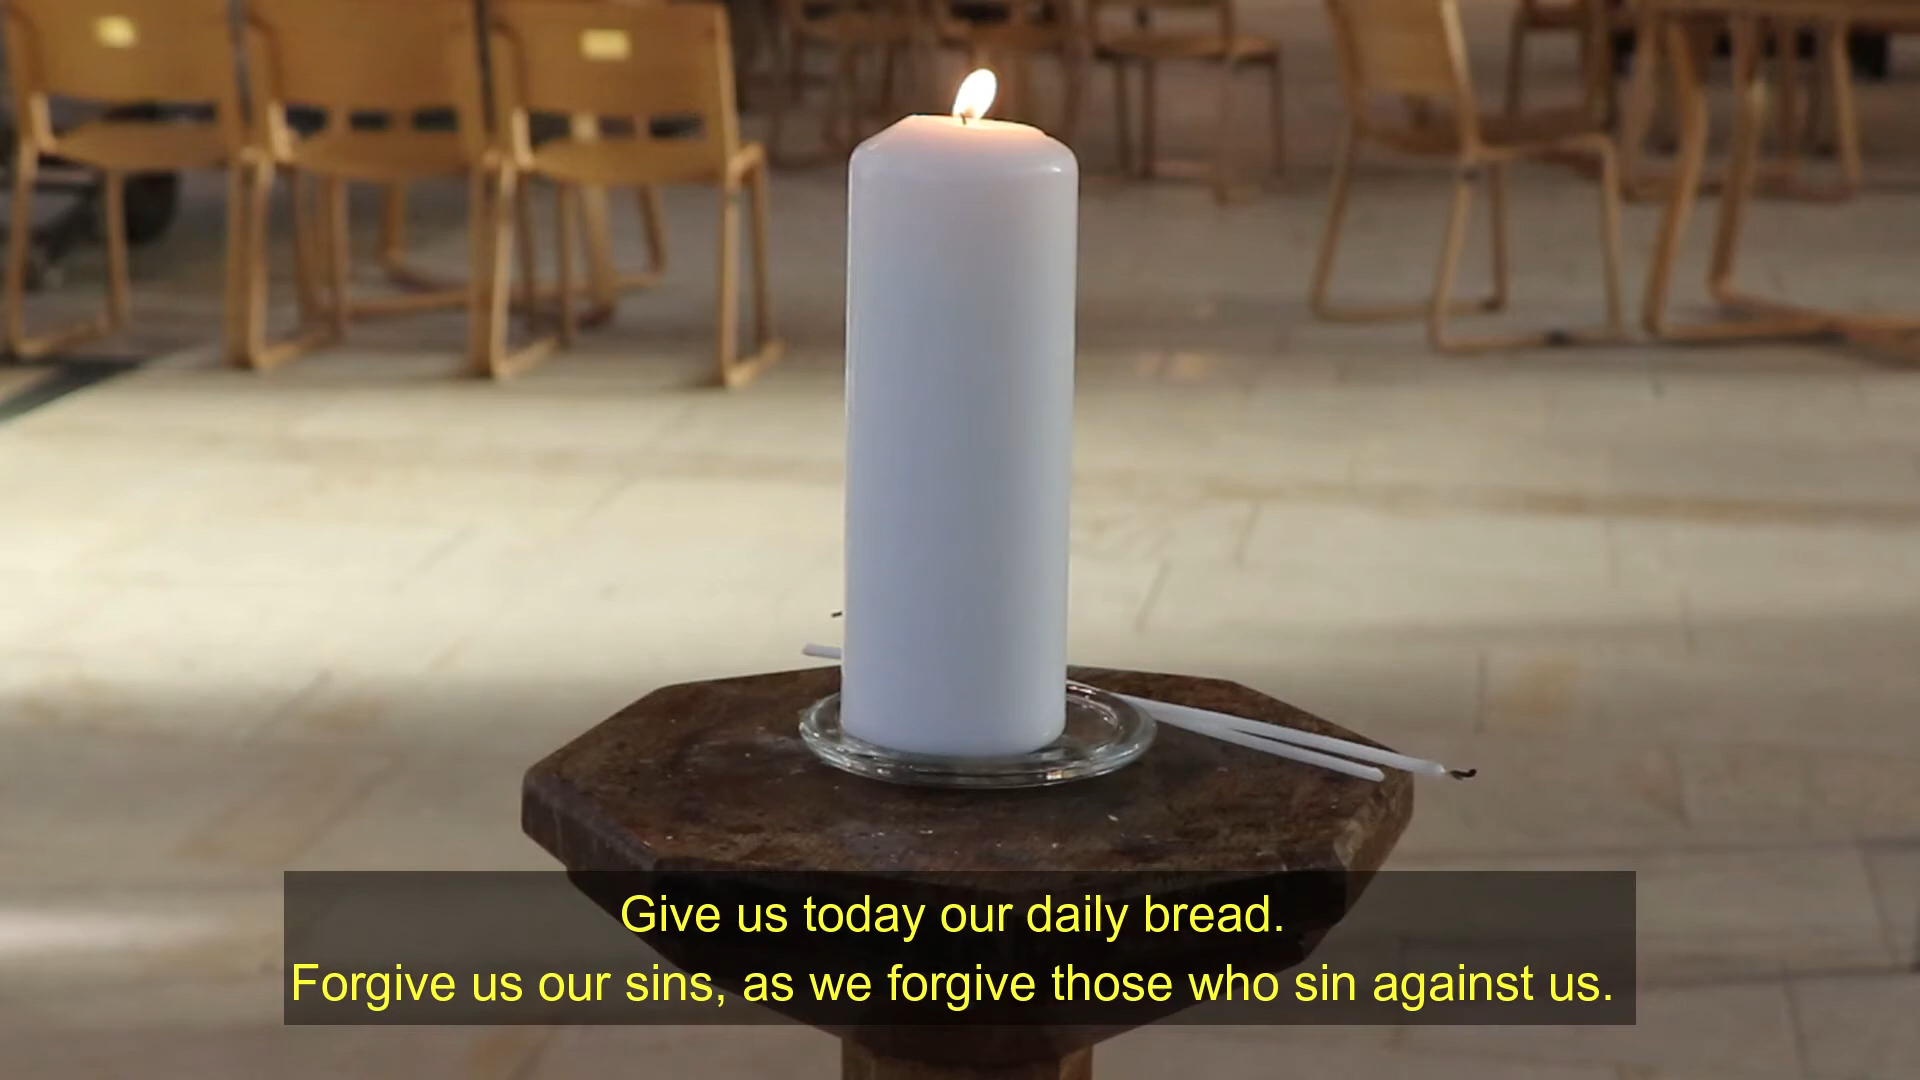 Give us today our daily bread.
Forgive us our sins, as we forgive those who sin against us.